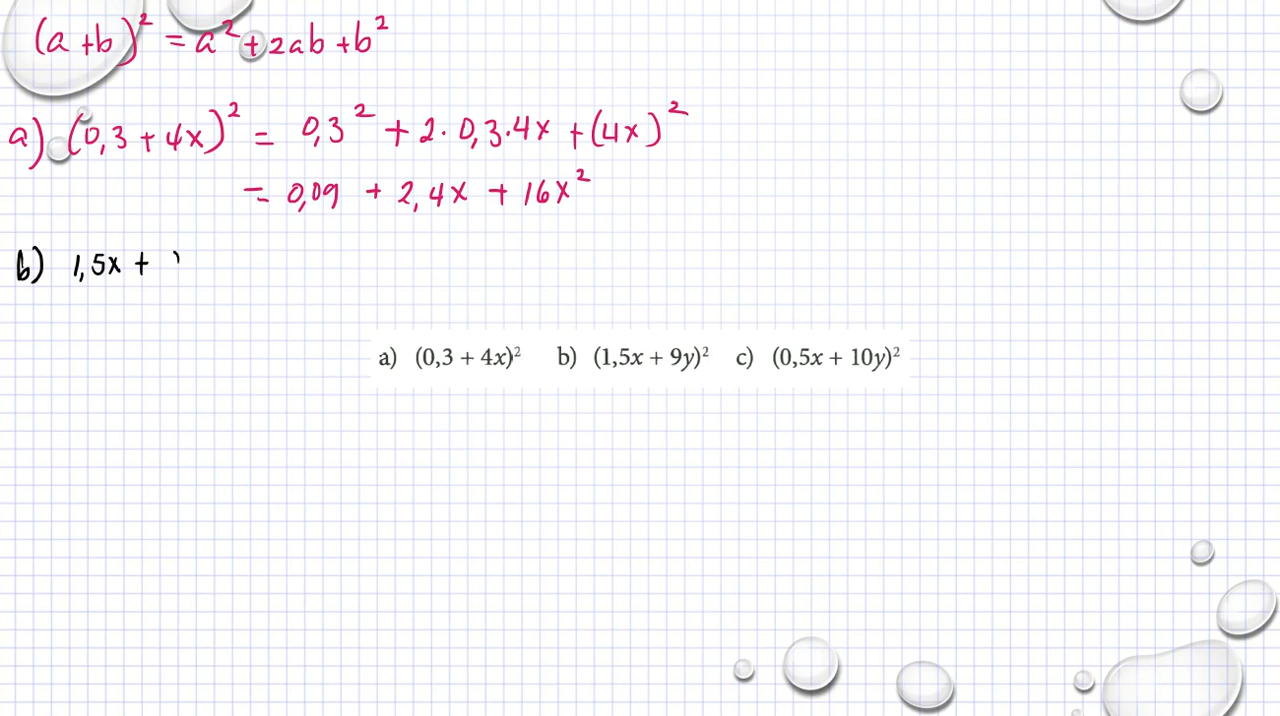 (a + b)² = a² + 2ab + b²
a) (0,3 + 4x)² = 0,3² + 2 · 0,3 · 4x + (4x)²
= 0,09 + 2,4x + 16x²
b) 1,5x +
a) (0,3 + 4x)² b) (1,5x + 9y)² c) (0,5x + 10y)²